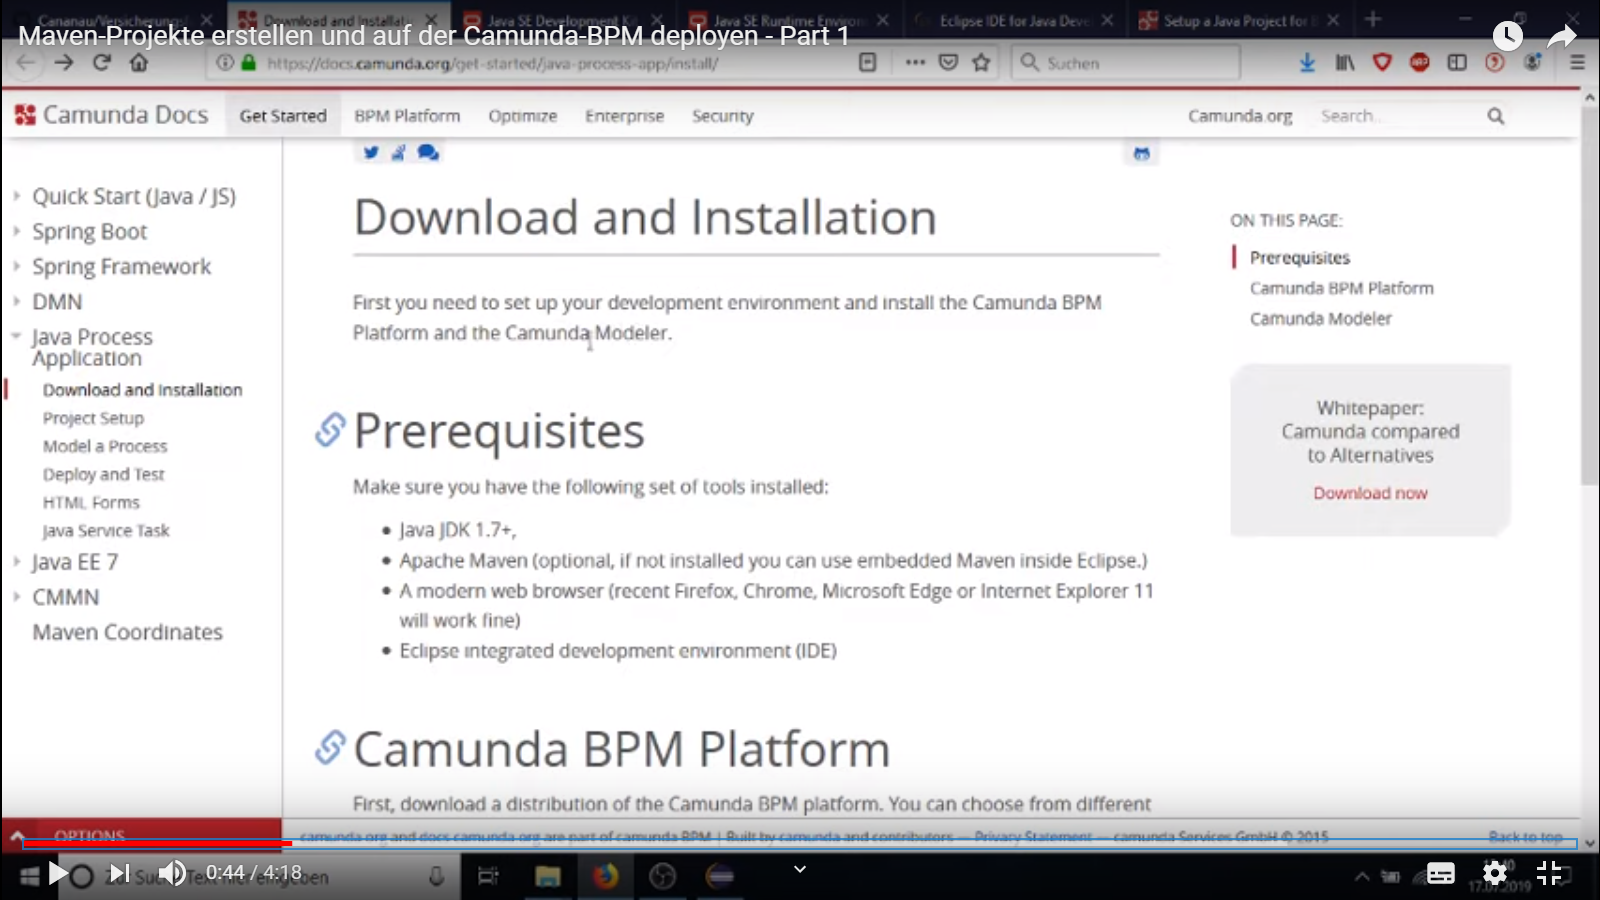 Cananau/Versicherung
Download and Installat
Java SE Development K
Java SE Runtime Environ
Eclipse IDE for Java Deve
Setup a Java Project for
Maven-Projekte erstellen und auf der Camunda-BPM deployen - Part 1
https://docs.camunda.org/get-started/java-process-app/install/
Suchen
Camunda Docs
Get Started
BPM Platform
Optimize
Enterprise
Security
Camunda.org
Search
Quick Start (Java / JS)
Spring Boot
Spring Framework
DMN
Java Process
Application
Download and Installation
Project Setup
Model a Process
Deploy and Test
HTML Forms
Java Service Task
Java EE 7
CMMN
Maven Coordinates
OPTIONS
Download and Installation
First you need to set up your development environment and install the Camunda BPM
Platform and the Camunda Modeler.
Prerequisites
Make sure you have the following set of tools installed:
Java JDK 1.7+,
Apache Maven (optional, if not installed you can use embedded Maven inside Eclipse.)
A modern web browser (recent Firefox, Chrome, Microsoft Edge or Internet Explorer 11
will work fine)
Eclipse integrated development environment (IDE)
Camunda BPM Platform
First, download a distribution of the Camunda BPM platform. You can choose from different
ON THIS PAGE:
Prerequisites
Camunda BPM Platform
Camunda Modeler
Whitepaper:
Camunda compared
to Alternatives
Download now
camunda.org and docs.camunda.org are part of camunda BPM | Built by camunda and contributors — Privacy Statement — camunda Services GmbH © 2015
Back to top
0:44 / 4:18
eingeben
17.07.2019